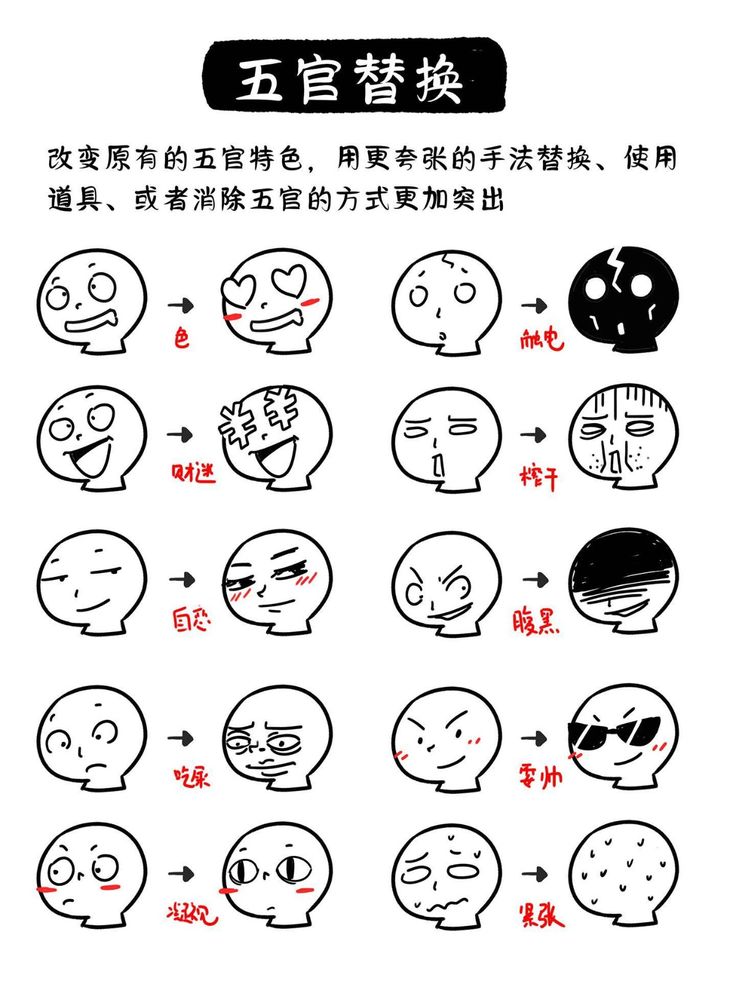 五官替换
改变原有的五官特色，用更夸张的手法替换、使用
道具、或者消除五官的方式更加突出
色
触电
财迷
榨干
自恋
腹黑
吃屎
耍帅
凝视
紧张